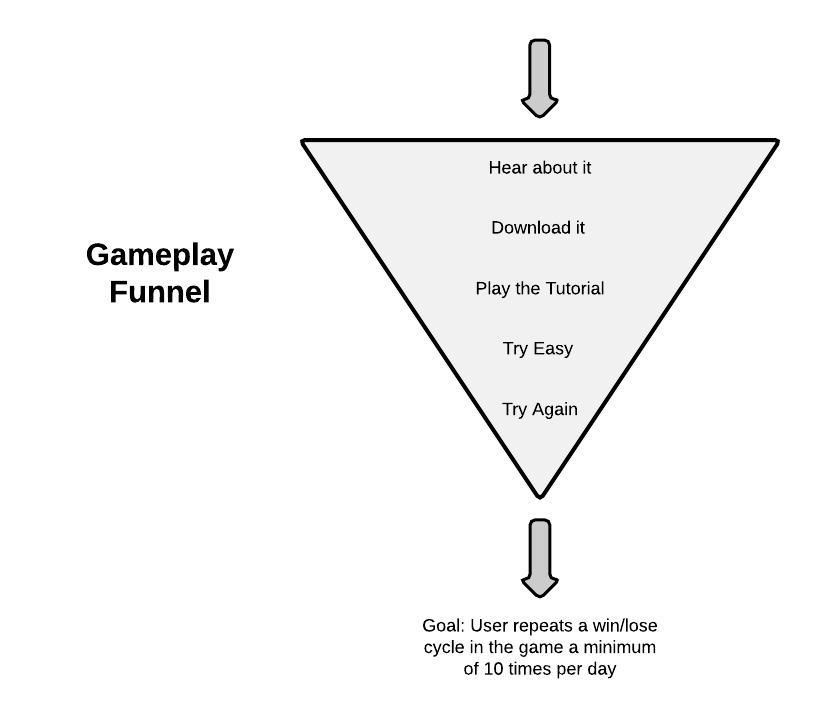 Gameplay
Funnel
Hear about it
Download it
Play the Tutorial
Try Easy
Try Again
Goal: User repeats a win/lose
cycle in the game a minimum
of 10 times per day